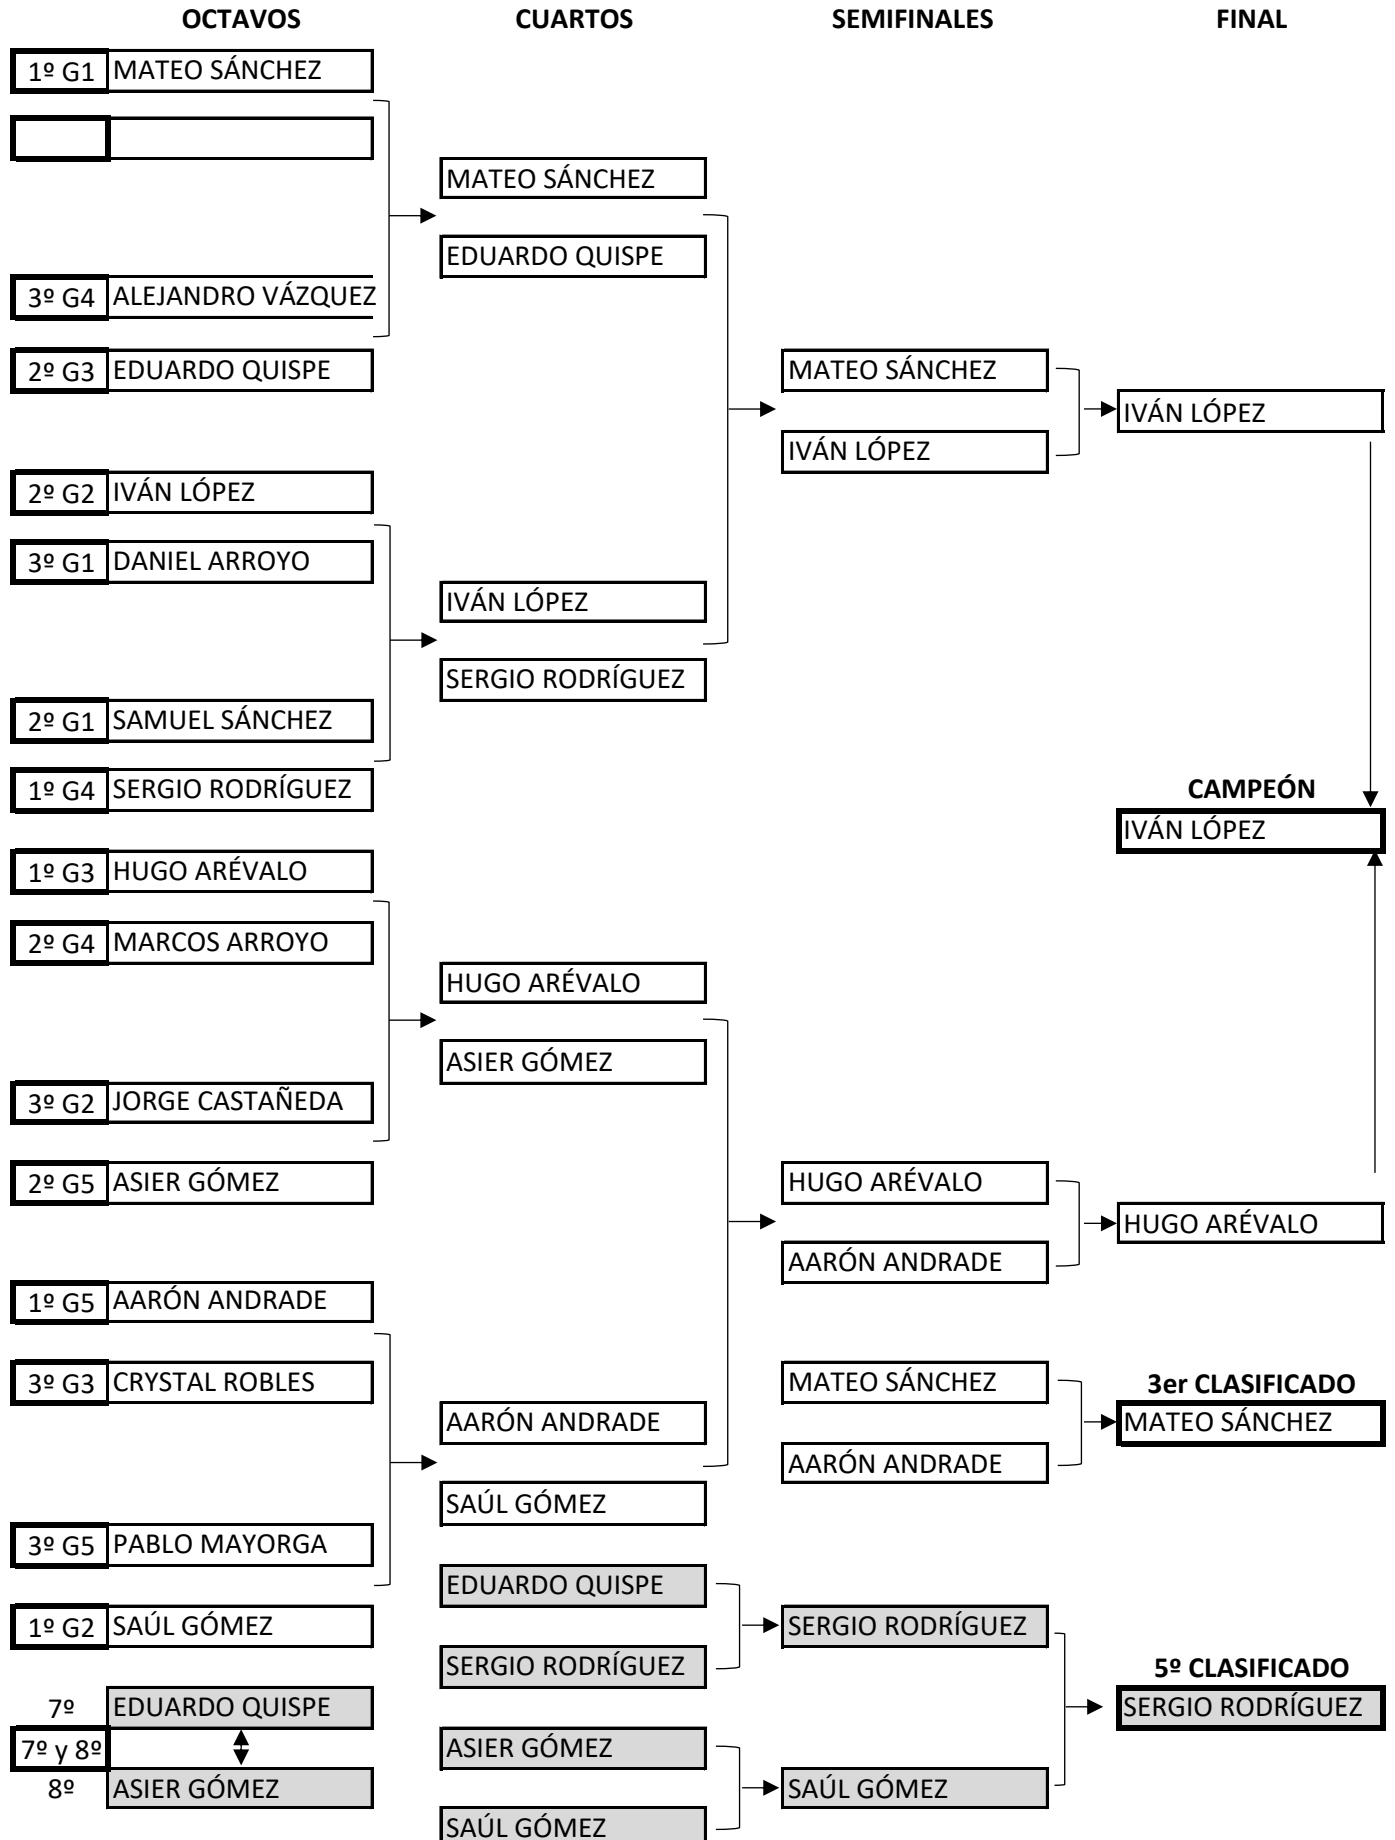 OCTAVOS CUARTOS SEMIFINALES FINAL
1º G1 MATEO SÁNCHEZ
MATEO SÁNCHEZ
EDUARDO QUISPE
3º G4 ALEJANDRO VÁZQUEZ
2º G3 EDUARDO QUISPE MATEO SÁNCHEZ
IVÁN LÓPEZ
IVÁN LÓPEZ
2º G2 IVÁN LÓPEZ
3º G1 DANIEL ARROYO
IVÁN LÓPEZ
SERGIO RODRÍGUEZ
2º G1 SAMUEL SÁNCHEZ
1º G4 SERGIO RODRÍGUEZ CAMPEÓN
IVÁN LÓPEZ
1º G3 HUGO ARÉVALO
2º G4 MARCOS ARROYO
HUGO ARÉVALO
ASIER GÓMEZ
3º G2 JORGE CASTAÑEDA
2º G5 ASIER GÓMEZ HUGO ARÉVALO
HUGO ARÉVALO
AARÓN ANDRADE
1º G5 AARÓN ANDRADE
3º G3 CRYSTAL ROBLES MATEO SÁNCHEZ 3er CLASIFICADO
AARÓN ANDRADE MATEO SÁNCHEZ
AARÓN ANDRADE
SAÚL GÓMEZ
3º G5 PABLO MAYORGA
EDUARDO QUISPE
1º G2 SAÚL GÓMEZ SERGIO RODRÍGUEZ
SERGIO RODRÍGUEZ 5º CLASIFICADO
7º EDUARDO QUISPE SERGIO RODRÍGUEZ
7º y 8º ASIER GÓMEZ
8º ASIER GÓMEZ SAÚL GÓMEZ
SAÚL GÓMEZ